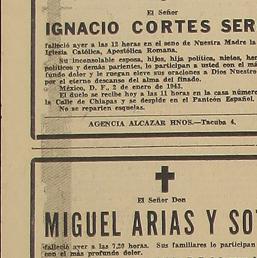 El Señor
IGNACIO CORTES SER
falleció ayer a las 12 horas en el seno de Nuestra Madre la
Iglesia Católica, Apostólica Romana.
Su inconsolable esposa, hijos, hija política, nietos, her
políticos y demás parientes, lo participan a usted con el más
fundo dolor y le ruegan eleve sus oraciones a Dios Nuestro
por el eterno descanso del alma del finado.
México, D. F., 2 de enero de 1943.
El duelo se recibe hoy a las 11 horas en la casa número
la Calle de Chiapas y se despide en el Panteón Español.
No se reparten esquelas.
AGENCIA ALCAZAR HNOS.—Tacuba 4.
El Señor Don
MIGUEL ARIAS Y SO
falleció ayer a las 7.20 horas. Sus familiares lo participan
con el más profundo dolor.